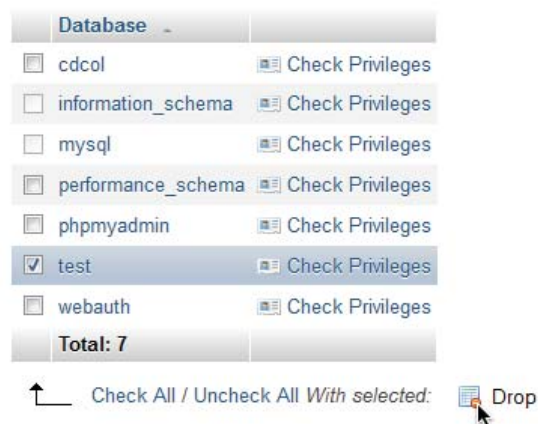 Database
cdcol Check Privileges
information_schema Check Privileges
mysql Check Privileges
performance_schema Check Privileges
phpmyadmin Check Privileges
test Check Privileges
webauth Check Privileges
Total: 7
Check All / Uncheck All With selected: Drop